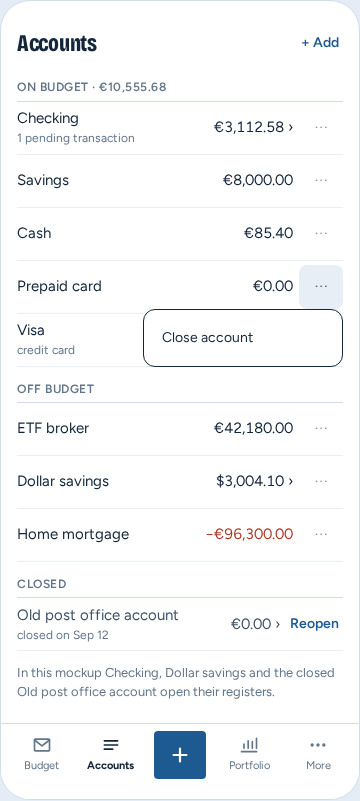 Accounts
+ Add
ON BUDGET · €10,555.68
Checking
1 pending transaction
€3,112.58 ›
···
Savings
€8,000.00
···
Cash
€85.40
···
Prepaid card
€0.00
···
Visa
credit card
Close account
OFF BUDGET
ETF broker
€42,180.00
···
Dollar savings
$3,004.10 ›
···
Home mortgage
−€96,300.00
···
CLOSED
Old post office account
closed on Sep 12
€0.00 ›
Reopen
In this mockup Checking, Dollar savings and the closed
Old post office account open their registers.
Budget
Accounts
+
Portfolio
More